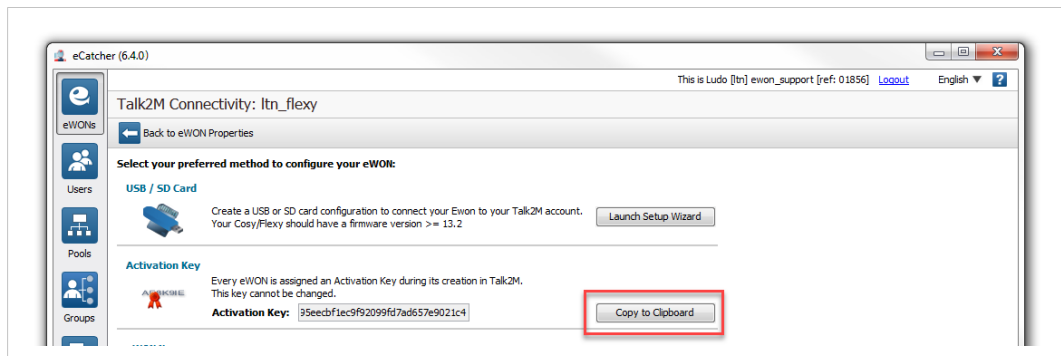 eCatcher (6.4.0)
This is Ludo [ltn] ewon_support [ref: 01856] Logout English ▼ ?
Talk2M Connectivity: ltn_flexy
eWONs
Back to eWON Properties
Select your preferred method to configure your eWON:
Users
USB / SD Card
Create a USB or SD card configuration to connect your Ewon to your Talk2M account.
Your Cosy/Flexy should have a firmware version >= 13.2
Launch Setup Wizard
Pools
Activation Key
Every eWON is assigned an Activation Key during its creation in Talk2M.
This key cannot be changed.
Activation Key: 95eecbf1ec9f92099fd7ad657e9021c4
Copy to Clipboard
Groups